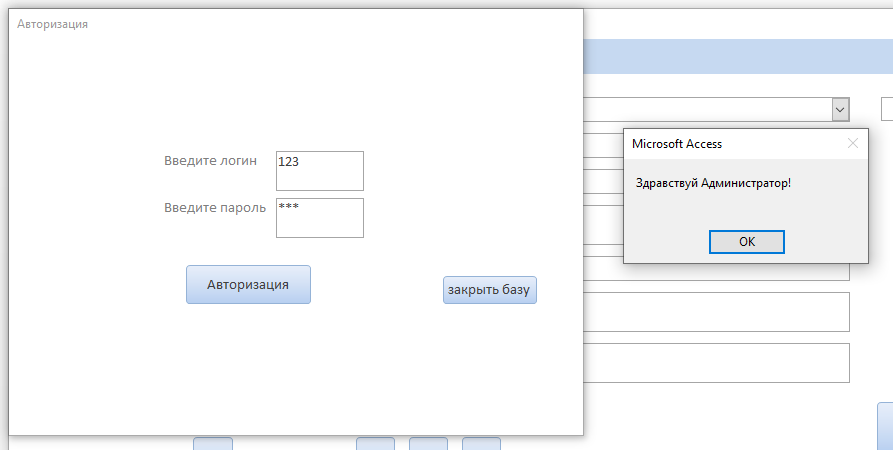 Авторизация
Введите логин
123
Введите пароль
***
Авторизация
закрыть базу
Microsoft Access
Здравствуй Администратор!
OK